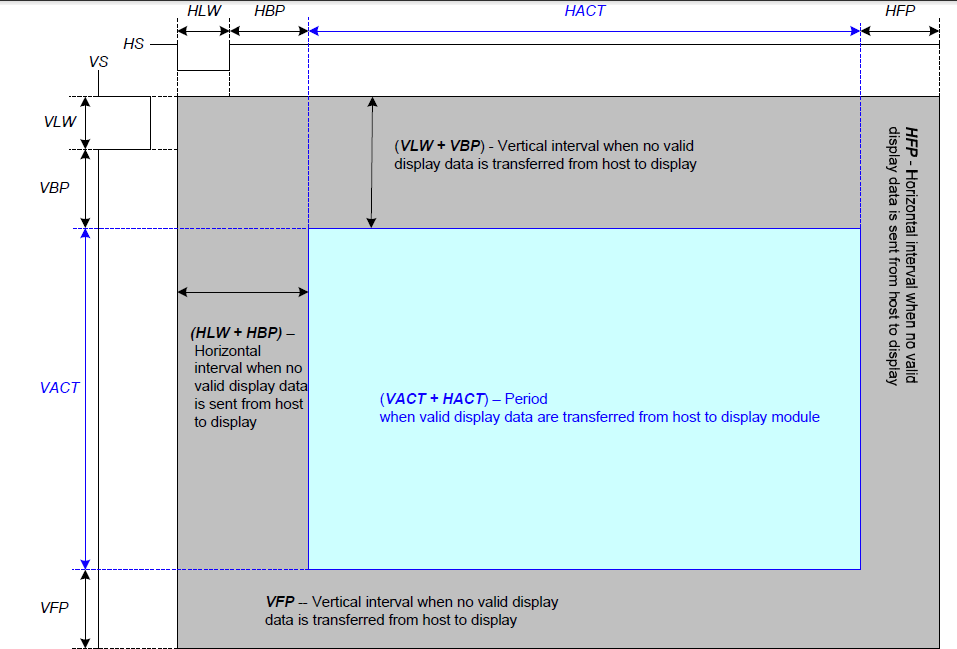 HLW HBP HACT HFP
HS
VS
VLW
VBP
VACT
VFP
(VLW + VBP) - Vertical interval when no valid
display data is transferred from host to display
HFP - Horizontal interval when no valid
display data is sent from host to display
(HLW + HBP) –
Horizontal
interval when no
valid display data
is sent from host
to display
(VACT + HACT) – Period
when valid display data are transferred from host to display module
VFP -- Vertical interval when no valid display
data is transferred from host to display